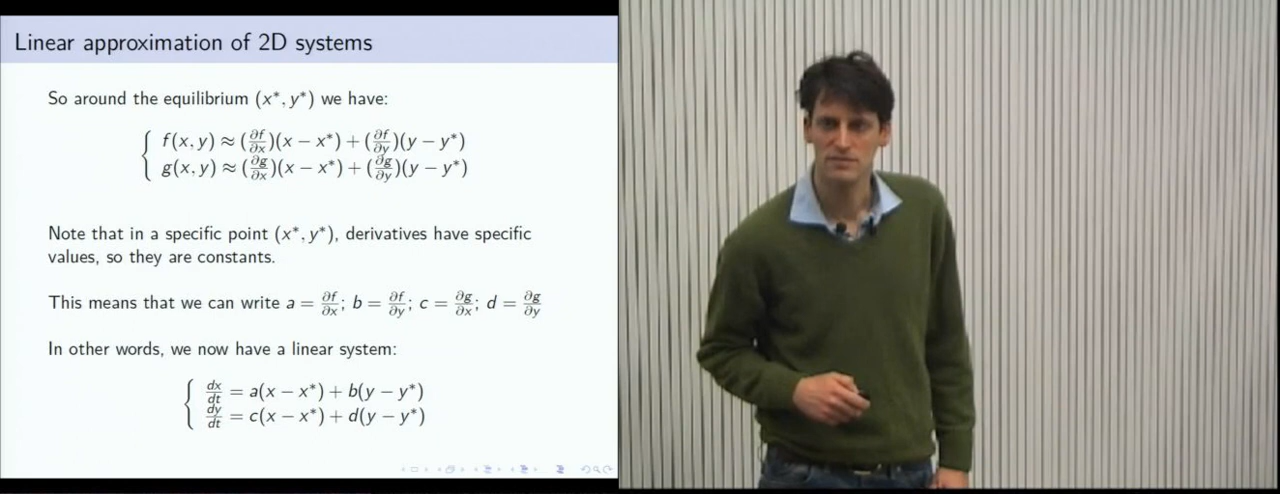 Linear approximation of 2D systems
So around the equilibrium (x*, y*) we have:
{ f(x, y) ≈ (∂f/∂x)(x − x*) + (∂f/∂y)(y − y*)
g(x, y) ≈ (∂g/∂x)(x − x*) + (∂g/∂y)(y − y*)
Note that in a specific point (x*, y*), derivatives have specific
values, so they are constants.
This means that we can write a = ∂f/∂x; b = ∂f/∂y; c = ∂g/∂x; d = ∂g/∂y
In other words, we now have a linear system:
{ dx/dt = a(x − x*) + b(y − y*)
dy/dt = c(x − x*) + d(y − y*)